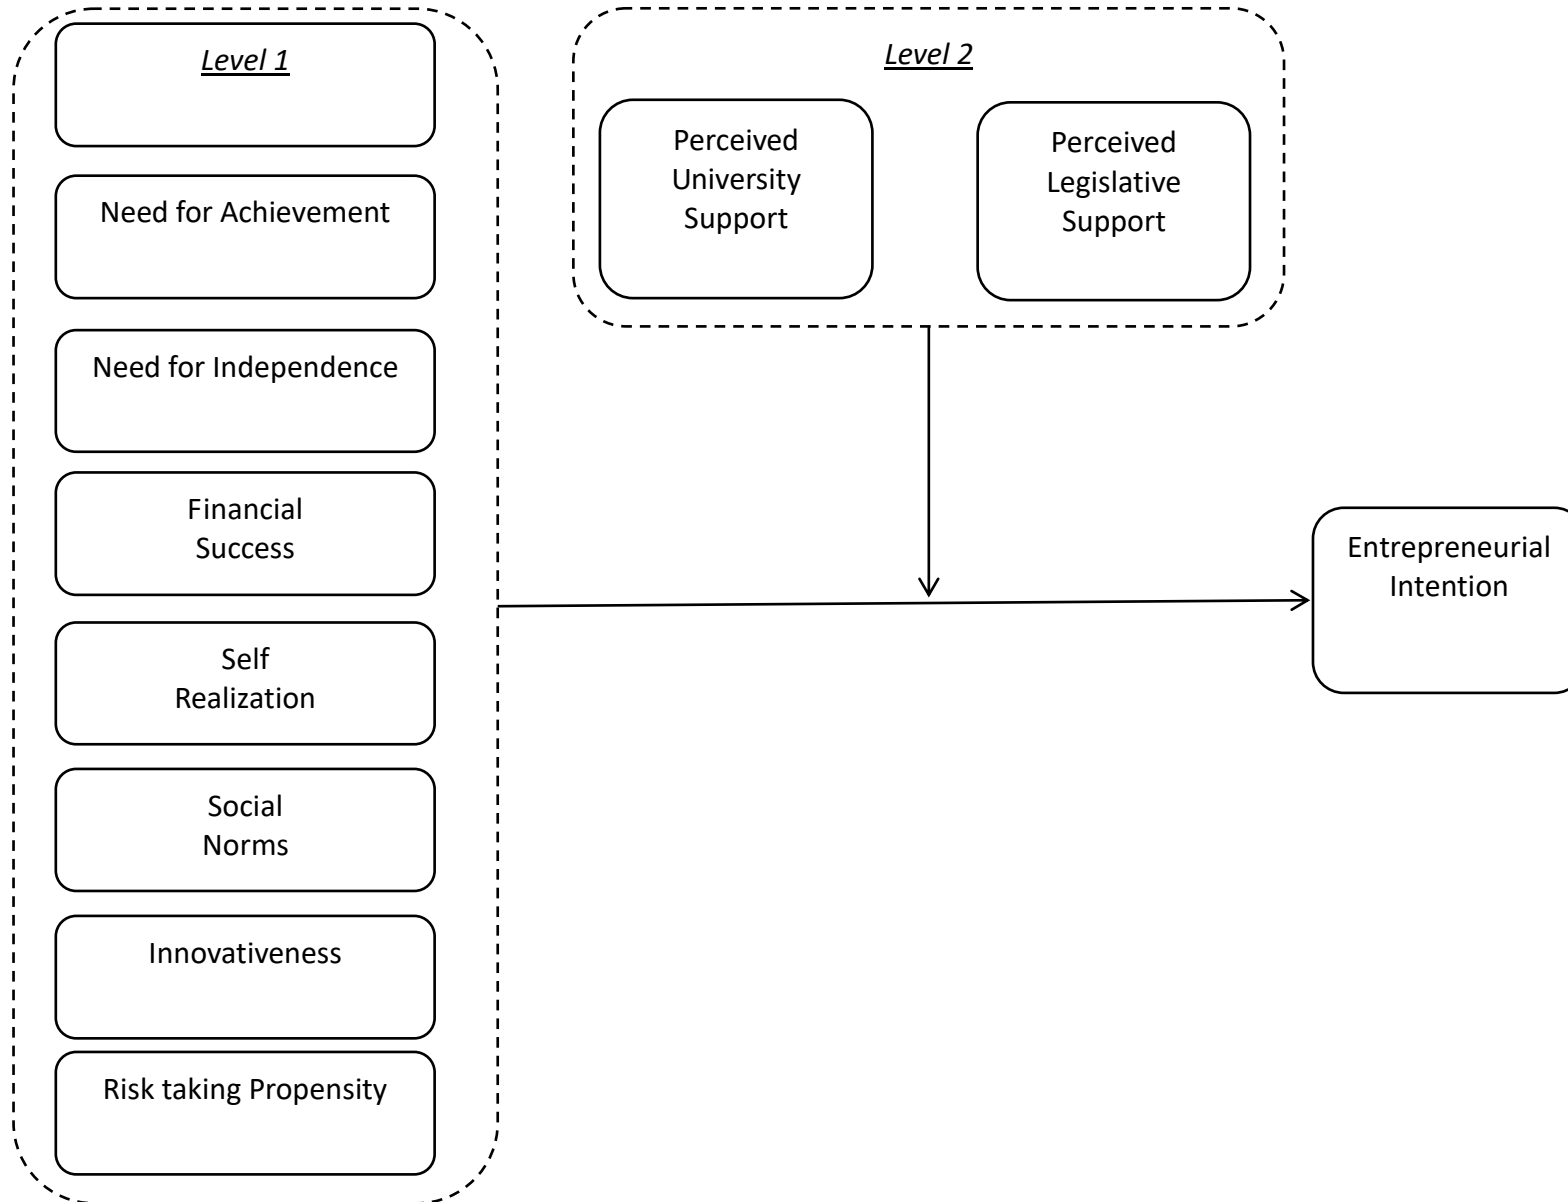 Level 1
Need for Achievement
Need for Independence
Financial
Success
Self
Realization
Social
Norms
Innovativeness
Risk taking Propensity
Level 2
Perceived
University
Support
Perceived
Legislative
Support
Entrepreneurial
Intention